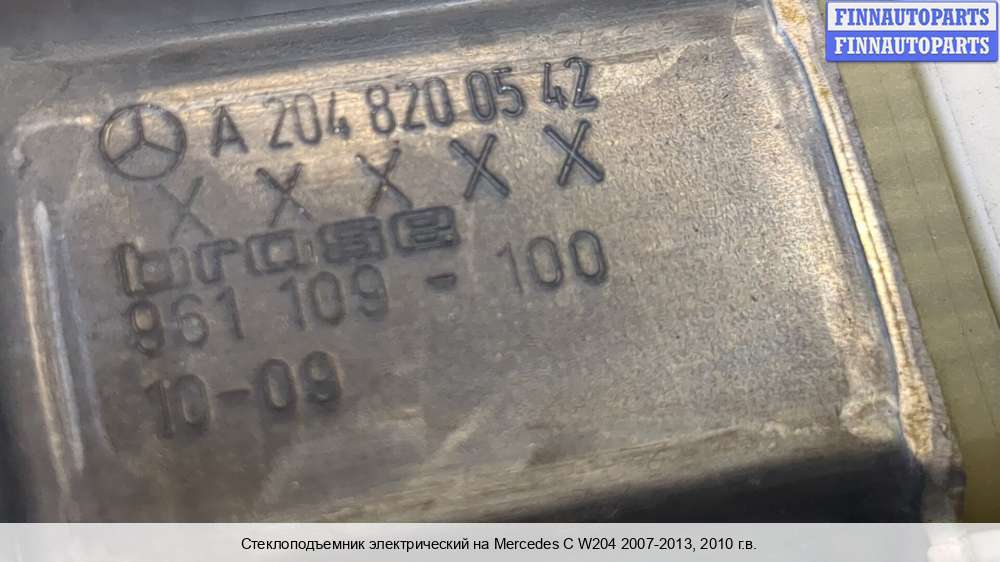 FINNAUTOPARTS
FINNAUTOPARTS
A 204 820 05 42
X X X X X
brose
961 109 - 100
10-09
Стеклоподъемник электрический на Mercedes C W204 2007-2013, 2010 г.в.